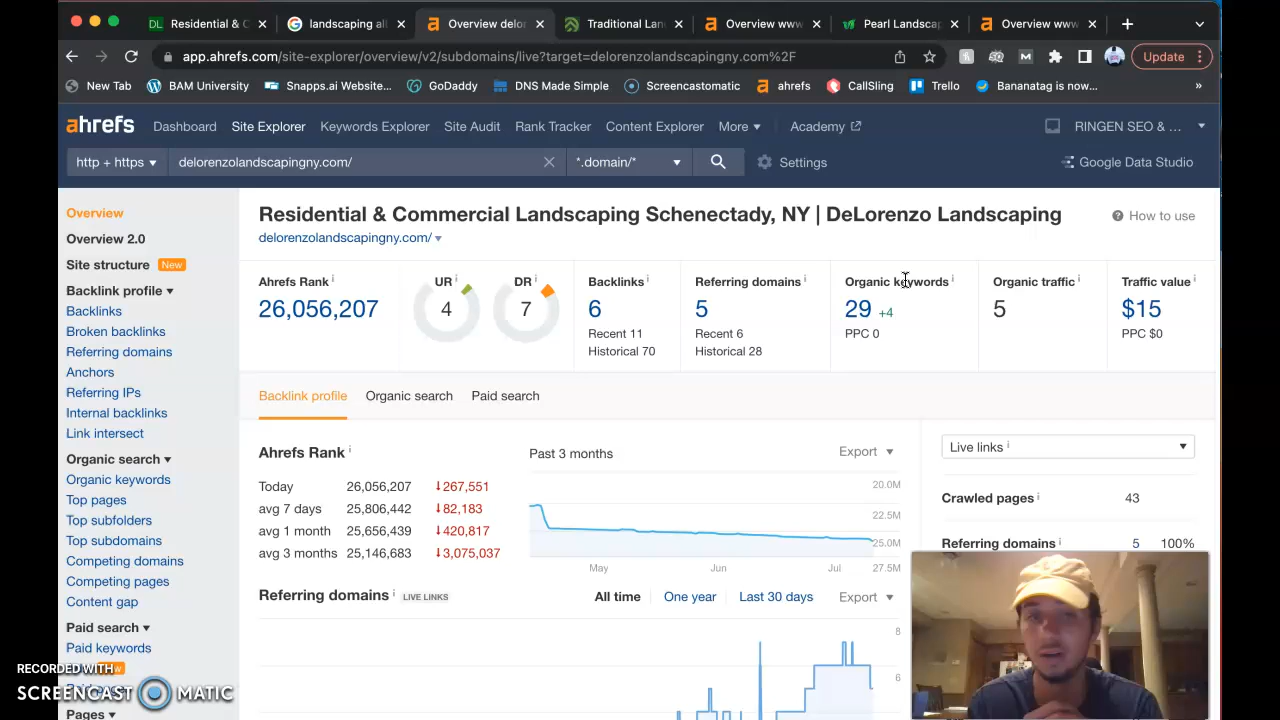 Residential & C
landscaping all
Overview delor
Traditional Lan
Overview www
Pearl Landscap
Overview www
app.ahrefs.com/site-explorer/overview/v2/subdomains/live?target=delorenzolandscapingny.com%2F
Update
New Tab
BAM University
Snapps.ai Website...
GoDaddy
DNS Made Simple
Screencastomatic
ahrefs
CallSling
Trello
Bananatag is now...
»
ahrefs
Dashboard
Site Explorer
Keywords Explorer
Site Audit
Rank Tracker
Content Explorer
More
Academy
RINGEN SEO & ...
http + https
delorenzolandscapingny.com/
*.domain/*
Settings
Google Data Studio
Overview
Overview 2.0
Site structure New
Backlink profile
Backlinks
Broken backlinks
Referring domains
Anchors
Referring IPs
Internal backlinks
Link intersect
Organic search
Organic keywords
Top pages
Top subfolders
Top subdomains
Competing domains
Competing pages
Content gap
Paid search
Paid keywords
Pages
Residential & Commercial Landscaping Schenectady, NY | DeLorenzo Landscaping
How to use
delorenzolandscapingny.com/
Ahrefs Rank
26,056,207
UR
4
DR
7
Backlinks
6
Recent 11
Historical 70
Referring domains
5
Recent 6
Historical 28
Organic keywords
29 +4
PPC 0
Organic traffic
5
Traffic value
$15
PPC $0
Backlink profile
Organic search
Paid search
Ahrefs Rank
Today 26,056,207 ↓267,551
avg 7 days 25,806,442 ↓82,183
avg 1 month 25,656,439 ↓420,817
avg 3 months 25,146,683 ↓3,075,037
Past 3 months
Export
20.0M
22.5M
25.0M
27.5M
May
Jun
Jul
Live links
Crawled pages 43
Referring domains 5 100%
Referring domains LIVE LINKS
All time
One year
Last 30 days
Export
8
6
RECORDED WITH
SCREENCAST MATIC